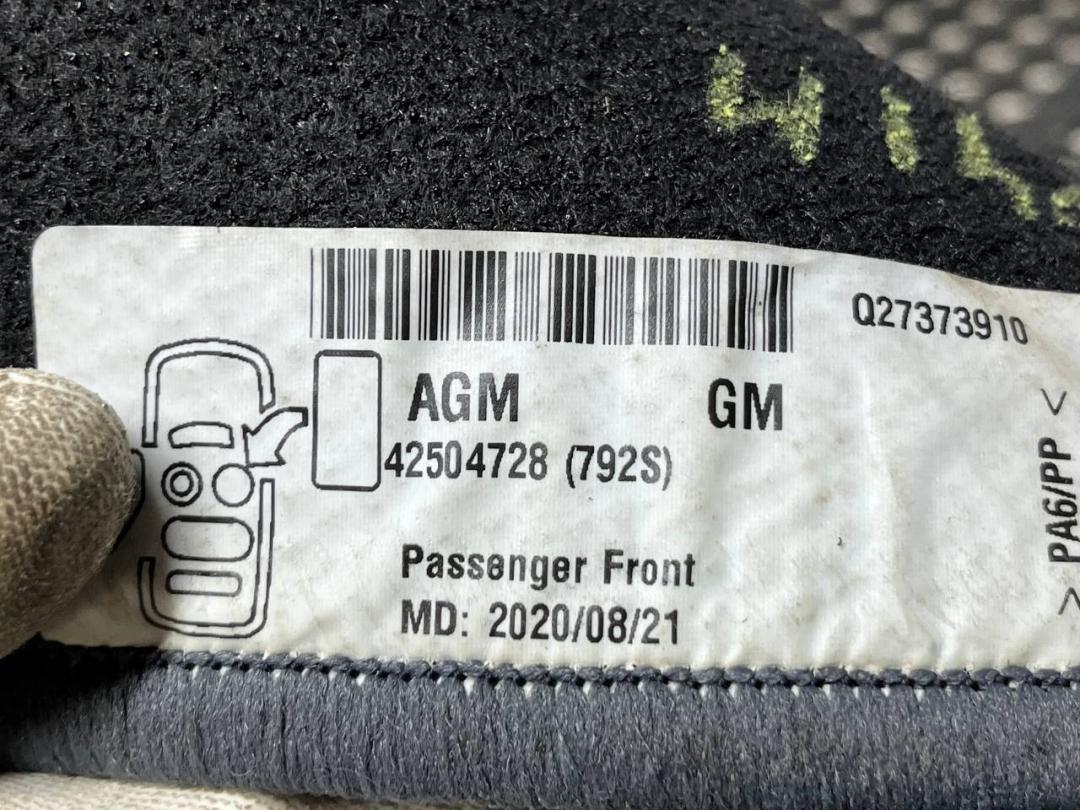 Q27373910
AGM GM
42504728 (792S)
Passenger Front
MD: 2020/08/21
> PA6/PP <